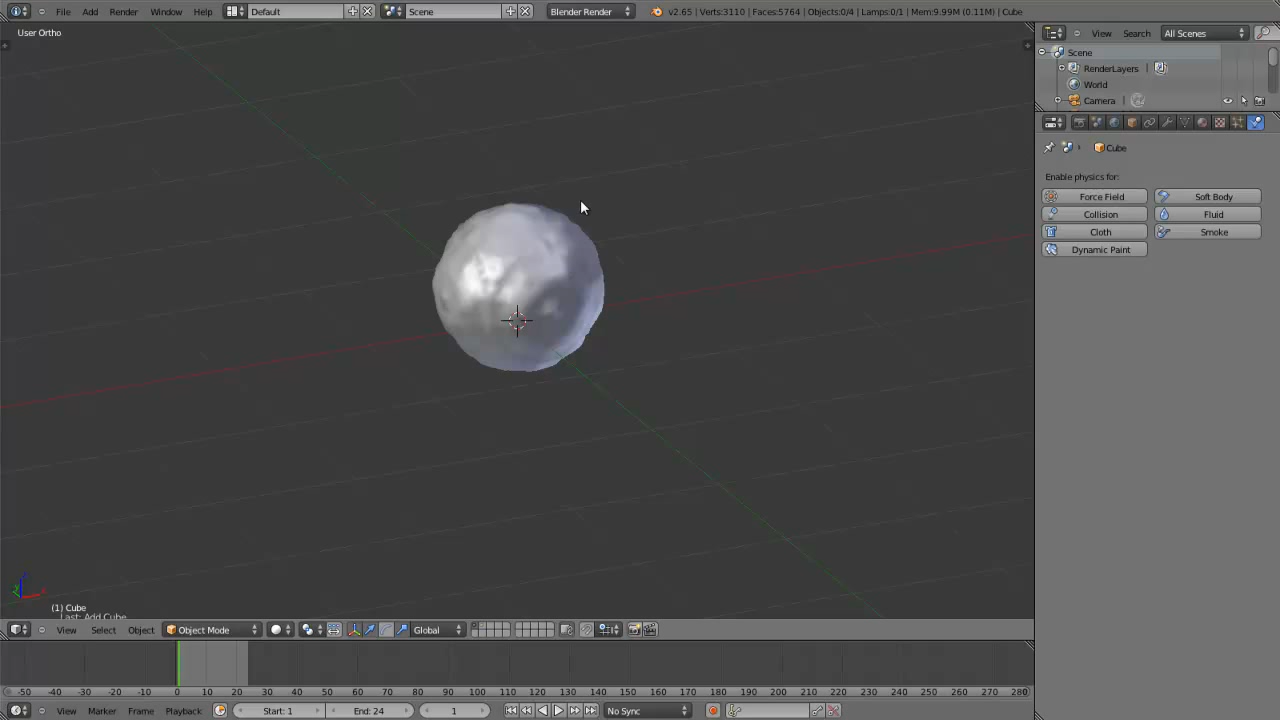 File Add Render Window Help Default Scene Blender Render v2.65 | Verts:3110 | Faces:5764 | Objects:0/4 | Lamps:0/1 | Mem:9.99M (0.11M) | Cube
User Ortho
View Search All Scenes
Scene
RenderLayers
World
Camera
Cube
Enable physics for:
Force Field Soft Body
Collision Fluid
Cloth Smoke
Dynamic Paint
(1) Cube
Last: Add Cube
View Select Object Object Mode Global
-50 -40 -30 -20 -10 0 10 20 30 40 50 60 70 80 90 100 110 120 130 140 150 160 170 180 190 200 210 220 230 240 250 260 270 280
View Marker Frame Playback Start: 1 End: 24 1 No Sync